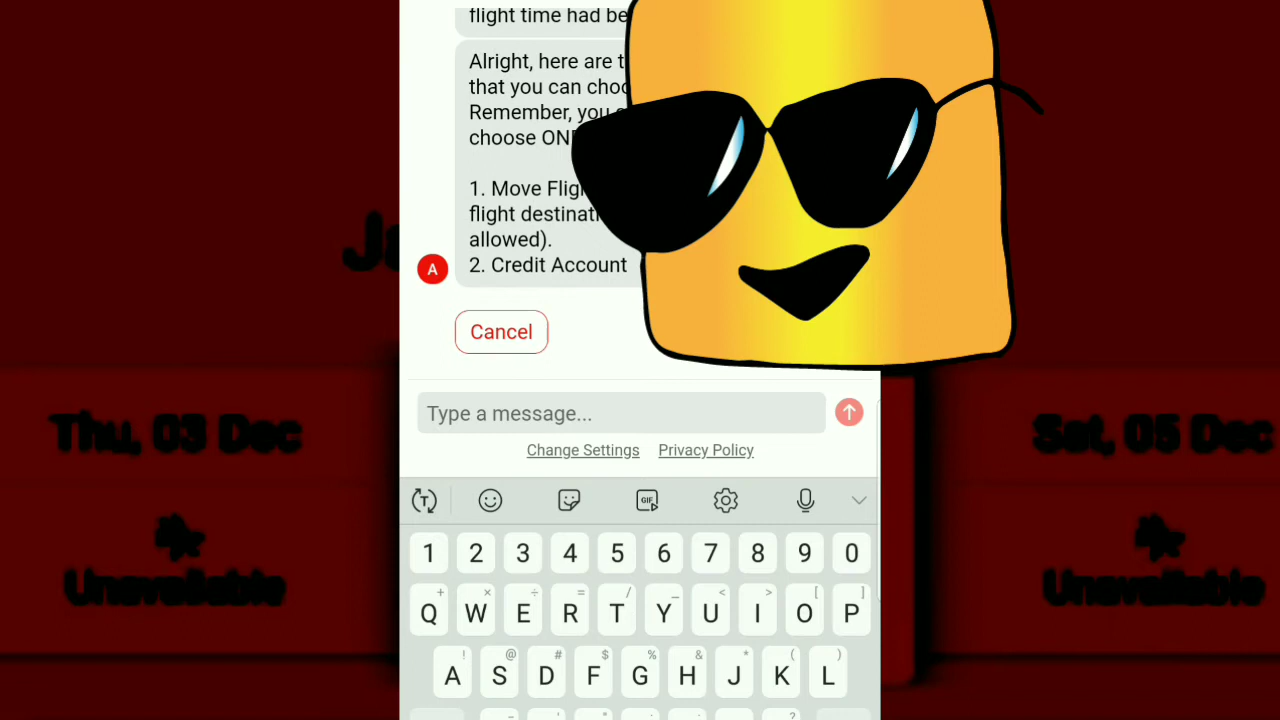 flight time had be
Alright, here are t
that you can choo
Remember, you
choose ONE
1. Move Fligh
flight destinati
allowed).
2. Credit Account
A
Cancel
Type a message...
Change Settings Privacy Policy
Thu, 03 Dec
Unavailable
Sat, 05 Dec
Unavailable
T
GIF
1 2 3 4 5 6 7 8 9 0
+ × ÷ = / _ < > [ ]
Q W E R T Y U I O P
! @ # $ % & * ( )
A S D F G H J K L